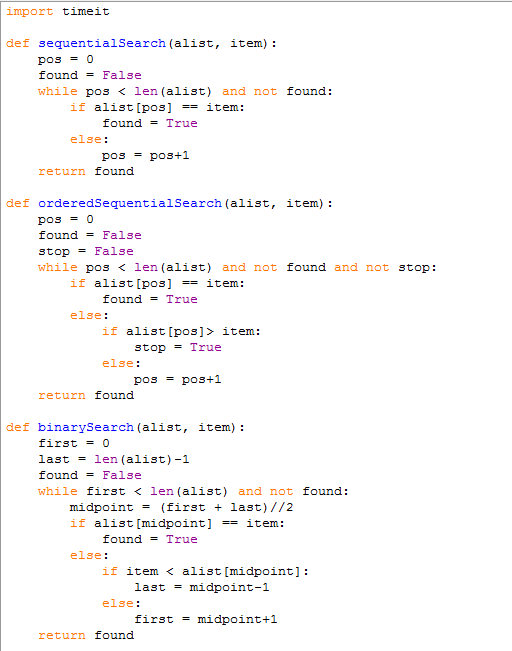 import timeit

def sequentialSearch(alist, item):
    pos = 0
    found = False
    while pos < len(alist) and not found:
        if alist[pos] == item:
            found = True
        else:
            pos = pos+1
    return found

def orderedSequentialSearch(alist, item):
    pos = 0
    found = False
    stop = False
    while pos < len(alist) and not found and not stop:
        if alist[pos] == item:
            found = True
        else:
            if alist[pos]> item:
                stop = True
            else:
                pos = pos+1
    return found

def binarySearch(alist, item):
    first = 0
    last = len(alist)-1
    found = False
    while first < len(alist) and not found:
        midpoint = (first + last)//2
        if alist[midpoint] == item:
            found = True
        else:
            if item < alist[midpoint]:
                last = midpoint-1
            else:
                first = midpoint+1
    return found